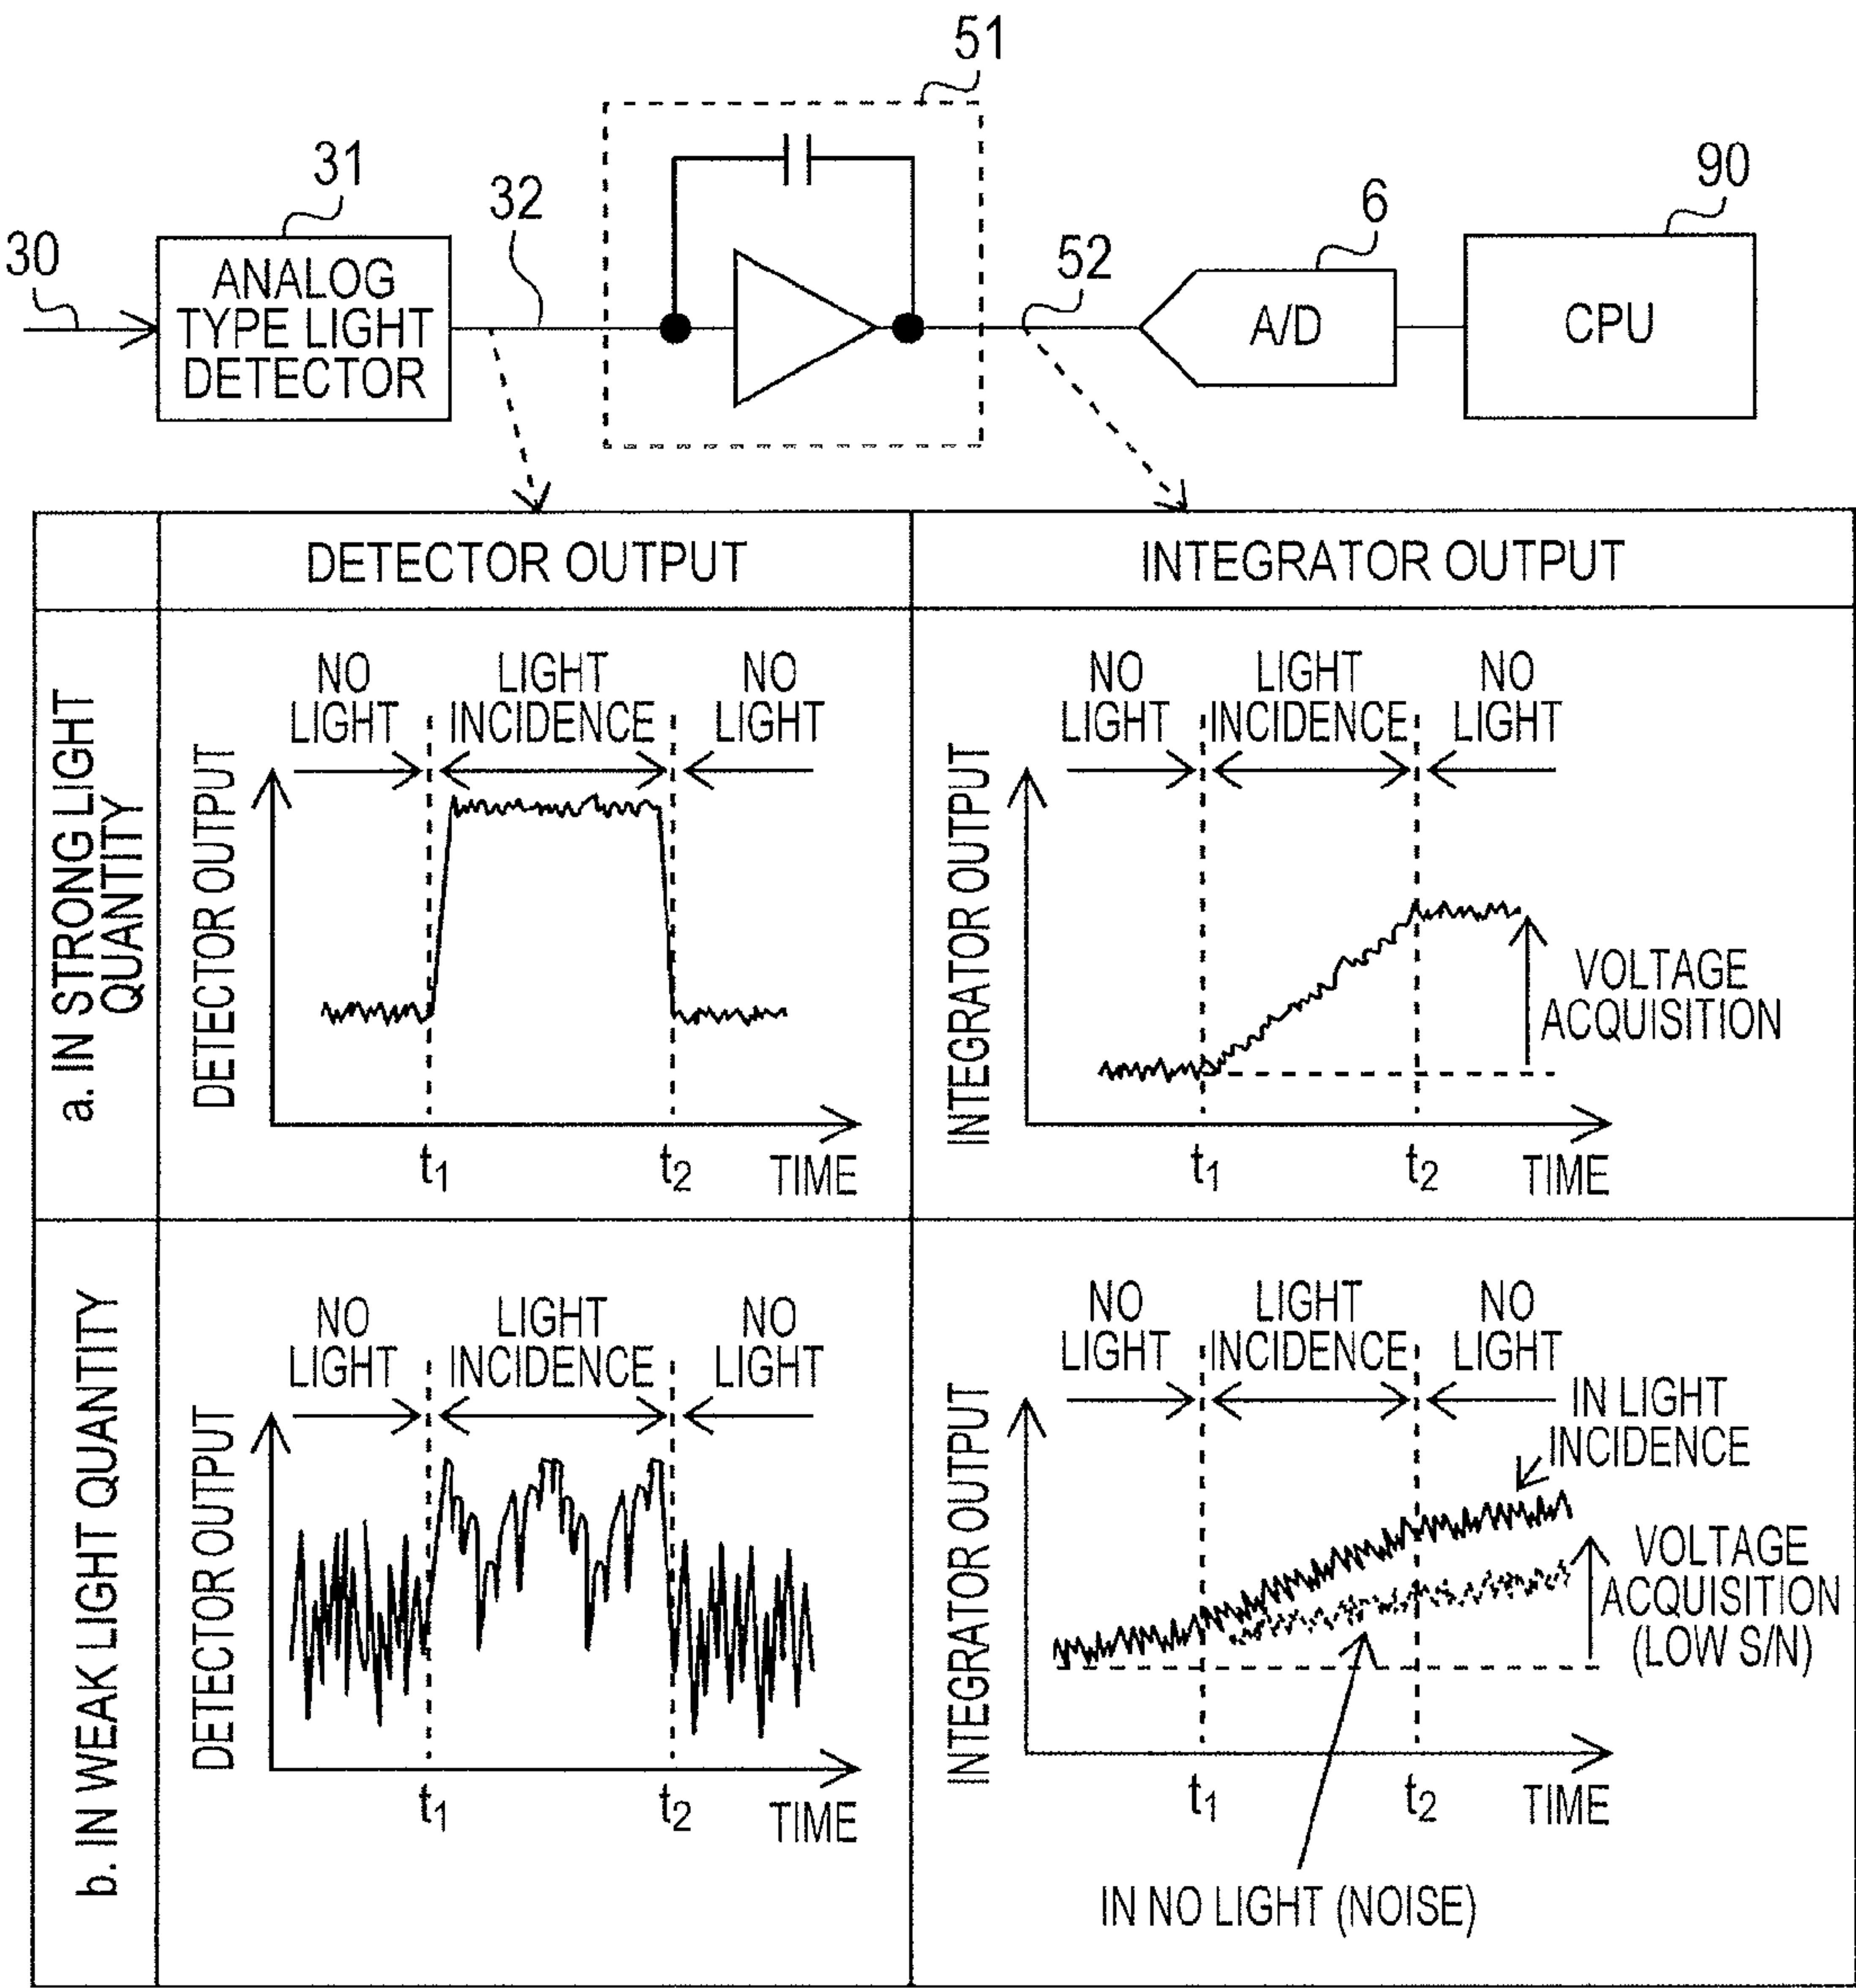 51
31
32
6
90
30
ANALOG
TYPE LIGHT
DETECTOR
52
A/D
CPU
DETECTOR OUTPUT
INTEGRATOR OUTPUT
a. IN STRONG LIGHT
QUANTITY
DETECTOR OUTPUT
NO
LIGHT
LIGHT
INCIDENCE
NO
LIGHT
t1
t2
TIME
INTEGRATOR OUTPUT
NO
LIGHT
LIGHT
INCIDENCE
NO
LIGHT
VOLTAGE
ACQUISITION
t1
t2
TIME
b. IN WEAK LIGHT QUANTITY
DETECTOR OUTPUT
NO
LIGHT
LIGHT
INCIDENCE
NO
LIGHT
t1
t2
TIME
INTEGRATOR OUTPUT
NO
LIGHT
LIGHT
INCIDENCE
NO
LIGHT
IN LIGHT
INCIDENCE
VOLTAGE
ACQUISITION
(LOW S/N)
t1
t2
TIME
IN NO LIGHT (NOISE)